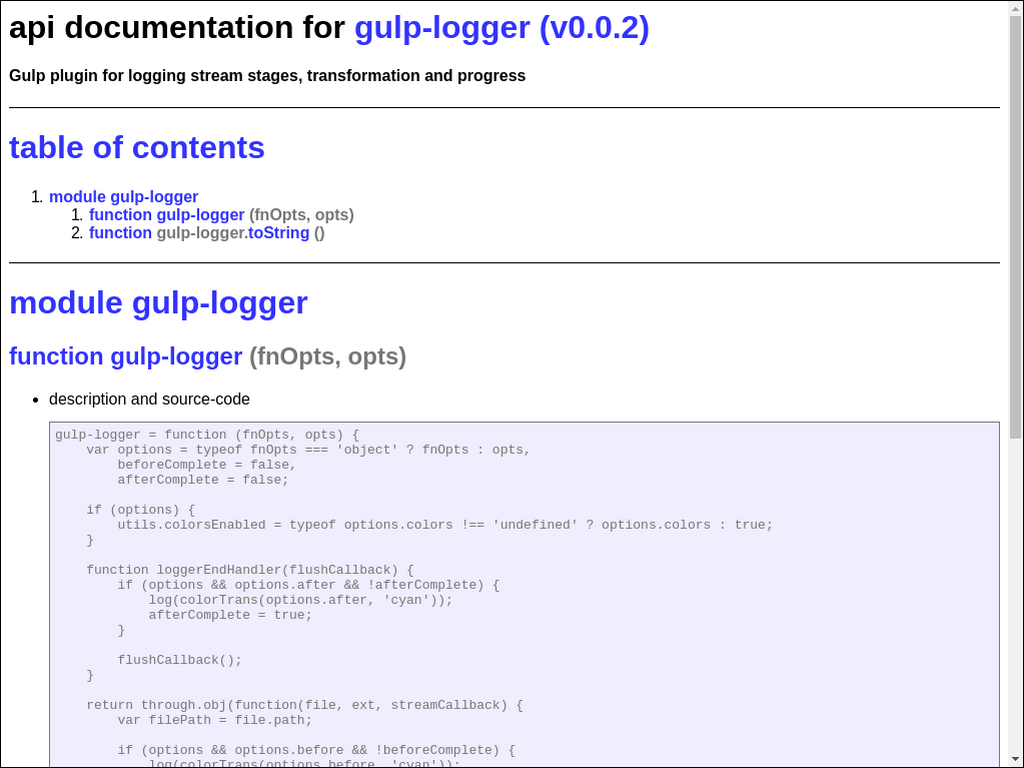 api documentation for gulp-logger (v0.0.2)
Gulp plugin for logging stream stages, transformation and progress
table of contents
1. module gulp-logger
1. function gulp-logger (fnOpts, opts)
2. function gulp-logger.toString ()
module gulp-logger
function gulp-logger (fnOpts, opts)
• description and source-code
gulp-logger = function (fnOpts, opts) {
    var options = typeof fnOpts === 'object' ? fnOpts : opts,
        beforeComplete = false,
        afterComplete = false;
    if (options) {
        utils.colorsEnabled = typeof options.colors !== 'undefined' ? options.colors : true;
    }
    function loggerEndHandler(flushCallback) {
        if (options && options.after && !afterComplete) {
            log(colorTrans(options.after, 'cyan'));
            afterComplete = true;
        }
        flushCallback();
    }
    return through.obj(function(file, ext, streamCallback) {
        var filePath = file.path;
        if (options && options.before && !beforeComplete) {
            log(colorTrans(options.before, 'cyan'));